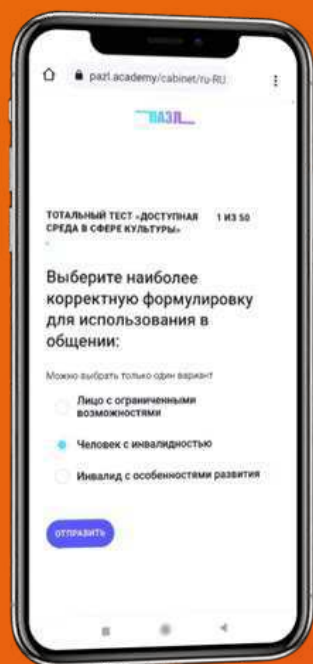 pazl.academy/cabinet/ru-RU
ПАЗЛ
ТОТАЛЬНЫЙ ТЕСТ «ДОСТУПНАЯ 1 ИЗ 50
СРЕДА В СФЕРЕ КУЛЬТУРЫ»
Выберите наиболее
корректную формулировку
для использования в
общении:
Можно выбрать только один вариант
Лицо с ограниченными
возможностями
Человек с инвалидностью
Инвалид с особенностями развития
ОТПРАВИТЬ